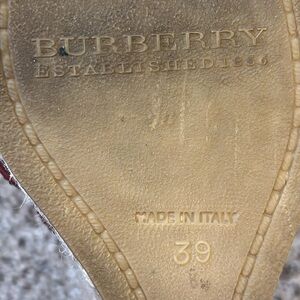 BURBERRY
ESTABLISHED 1856
MADE IN ITALY
39